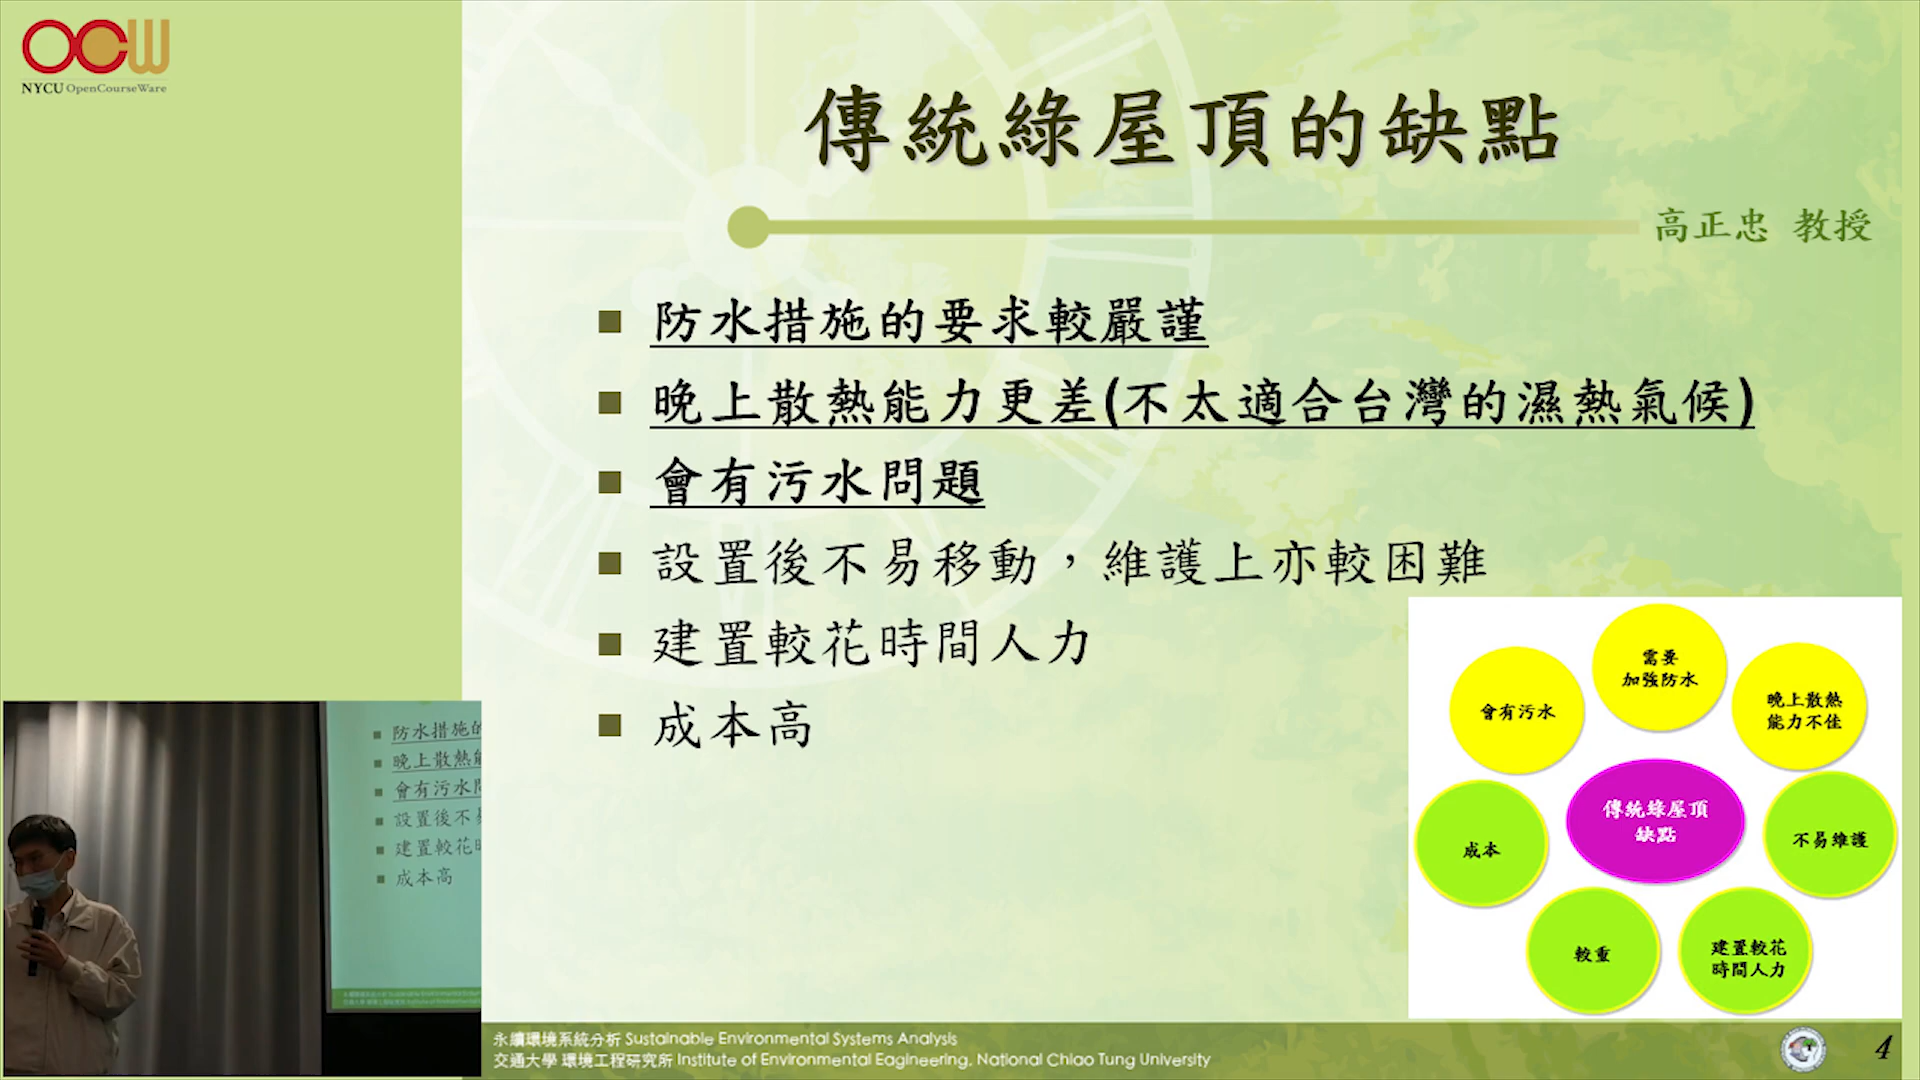 OCW
NYCU OpenCourseWare
傳統綠屋頂的缺點
高正忠 教授
防水措施的要求較嚴謹
晚上散熱能力更差(不太適合台灣的濕熱氣候)
會有污水問題
設置後不易移動，維護上亦較困難
建置較花時間人力
成本高
需要
加強防水
會有污水
晚上散熱
能力不佳
傳統綠屋頂
缺點
成本
不易維護
較重
建置較花
時間人力
防水措施的
晚上散熱
會有污水
設置後不
建置較花
成本高
永續環境系統分析 Sustainable Environmental Systems Analysis
交通大學 環境工程研究所 Institute of Environmental Eagineering, National Chiao Tung University
4